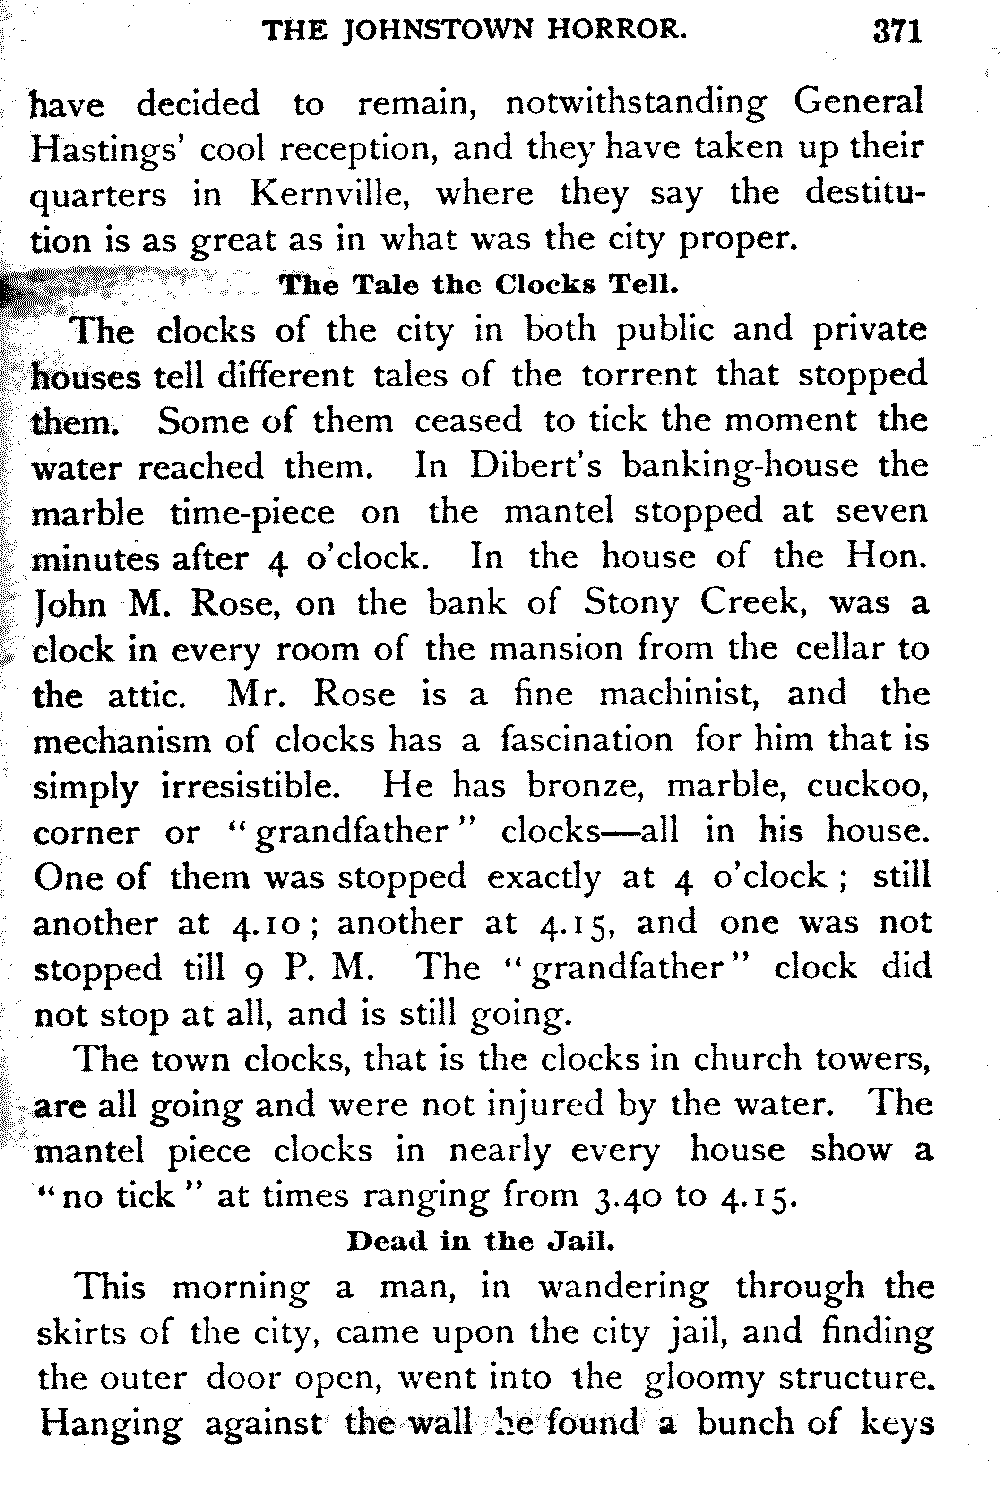 THE JOHNSTOWN HORROR. 371
have decided to remain, notwithstanding General
Hastings' cool reception, and they have taken up their
quarters in Kernville, where they say the destitu-
tion is as great as in what was the city proper.
The Tale the Clocks Tell.
The clocks of the city in both public and private
houses tell different tales of the torrent that stopped
them. Some of them ceased to tick the moment the
water reached them. In Dibert's banking-house the
marble time-piece on the mantel stopped at seven
minutes after 4 o'clock. In the house of the Hon.
John M. Rose, on the bank of Stony Creek, was a
clock in every room of the mansion from the cellar to
the attic. Mr. Rose is a fine machinist, and the
mechanism of clocks has a fascination for him that is
simply irresistible. He has bronze, marble, cuckoo,
corner or "grandfather" clocks—all in his house.
One of them was stopped exactly at 4 o'clock; still
another at 4.10; another at 4.15, and one was not
stopped till 9 P. M. The "grandfather" clock did
not stop at all, and is still going.
The town clocks, that is the clocks in church towers,
are all going and were not injured by the water. The
mantel piece clocks in nearly every house show a
"no tick" at times ranging from 3.40 to 4.15.
Dead in the Jail.
This morning a man, in wandering through the
skirts of the city, came upon the city jail, and finding
the outer door open, went into the gloomy structure.
Hanging against the wall he found a bunch of keys